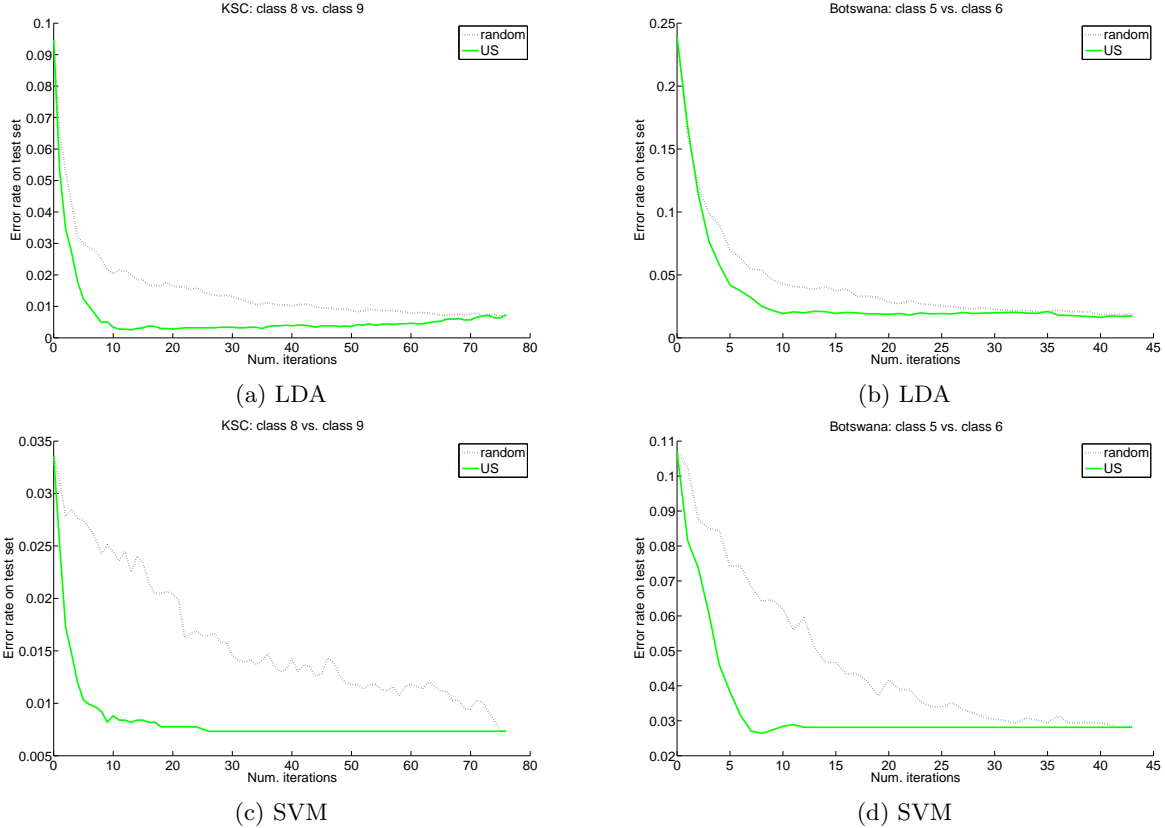 KSC: class 8 vs. class 9
random
US
Error rate on test set
0.1
0.09
0.08
0.07
0.06
0.05
0.04
0.03
0.02
0.01
0
0 10 20 30 40 50 60 70 80
Num. iterations
(a) LDA
Botswana: class 5 vs. class 6
random
US
Error rate on test set
0.25
0.2
0.15
0.1
0.05
0
0 5 10 15 20 25 30 35 40 45
Num. iterations
(b) LDA
KSC: class 8 vs. class 9
random
US
Error rate on test set
0.035
0.03
0.025
0.02
0.015
0.01
0.005
0 10 20 30 40 50 60 70 80
Num. iterations
(c) SVM
Botswana: class 5 vs. class 6
random
US
Error rate on test set
0.11
0.1
0.09
0.08
0.07
0.06
0.05
0.04
0.03
0.02
0 5 10 15 20 25 30 35 40 45
Num. iterations
(d) SVM